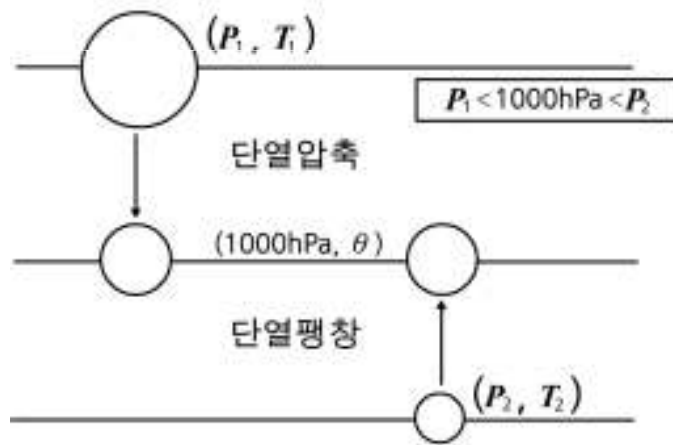 (P₁, T₁)
P₁<1000hPa<P₂
단열압축
(1000hPa, θ)
단열팽창
(P₂, T₂)